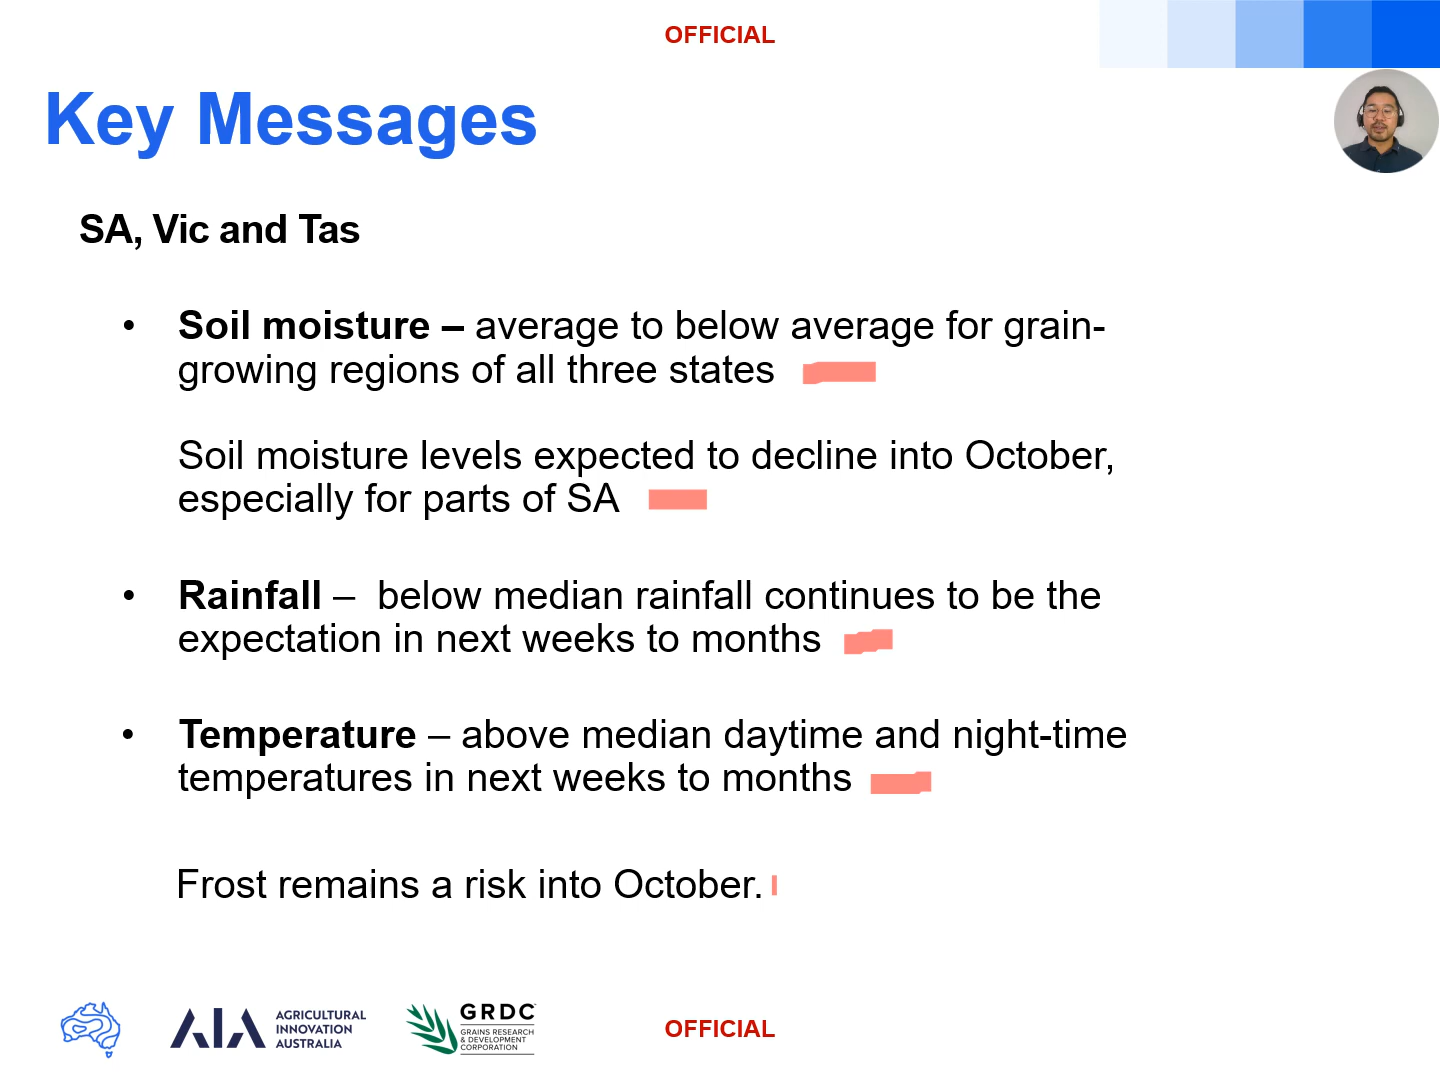 OFFICIAL
Key Messages
SA, Vic and Tas
• Soil moisture – average to below average for grain-
growing regions of all three states
Soil moisture levels expected to decline into October,
especially for parts of SA
• Rainfall –  below median rainfall continues to be the
expectation in next weeks to months
• Temperature – above median daytime and night-time
temperatures in next weeks to months
Frost remains a risk into October.
AIA
AGRICULTURAL
INNOVATION
AUSTRALIA
GRDC
GRAINS RESEARCH
& DEVELOPMENT
CORPORATION
OFFICIAL